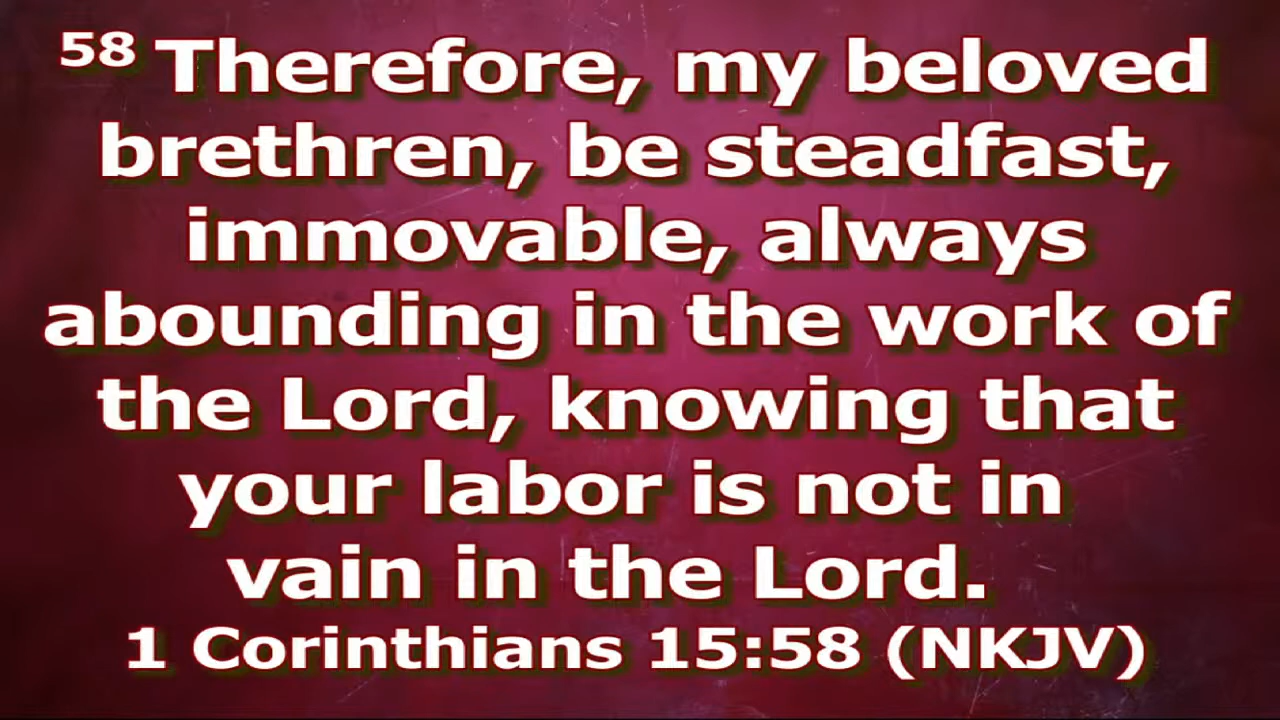 58 Therefore, my beloved
brethren, be steadfast,
immovable, always
abounding in the work of
the Lord, knowing that
your labor is not in
vain in the Lord.
1 Corinthians 15:58 (NKJV)